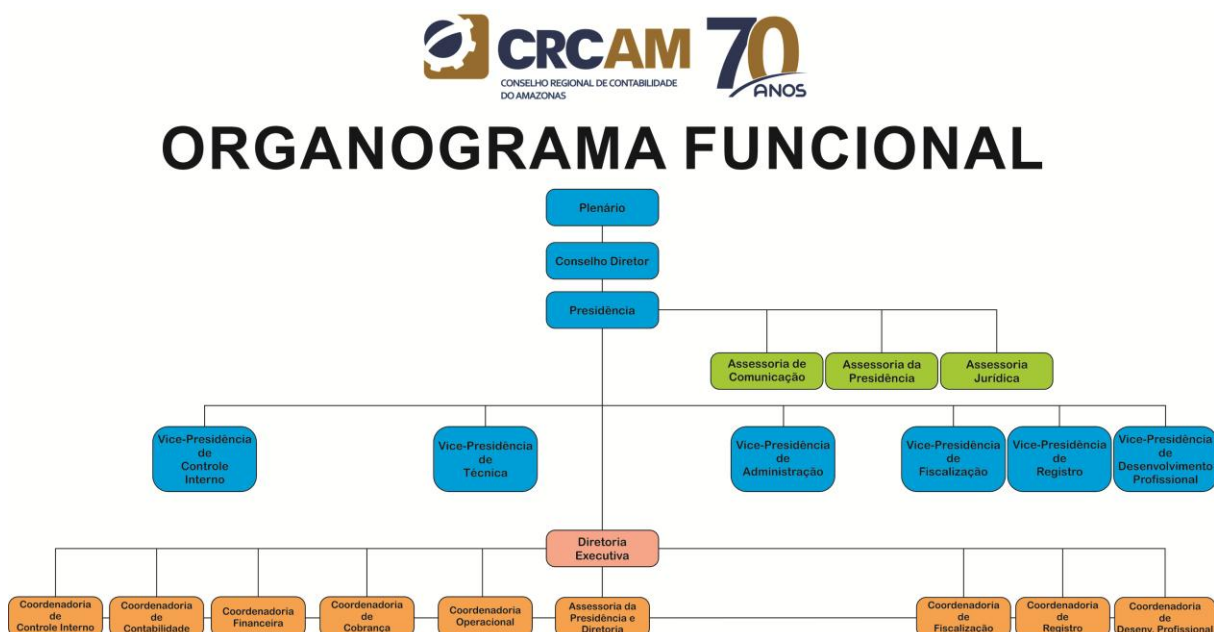 CRCAM 70
CONSELHO REGIONAL DE CONTABILIDADE
DO AMAZONAS
ANOS
ORGANOGRAMA FUNCIONAL
Plenário
Conselho Diretor
Presidência
Assessoria de
Comunicação
Assessoria da
Presidência
Assessoria
Jurídica
Vice-Presidência
de
Controle
Interno
Vice-Presidência
de
Técnica
Vice-Presidência
de
Administração
Vice-Presidência
de
Fiscalização
Vice-Presidência
de
Registro
Vice-Presidência
de
Desenvolvimento
Profissional
Diretoria
Executiva
Coordenadoria
de
Controle Interno
Coordenadoria
de
Contabilidade
Coordenadoria
Financeira
Coordenadoria
de
Cobrança
Coordenadoria
Operacional
Assessoria da
Presidência e
Diretoria
Coordenadoria
de
Fiscalização
Coordenadoria
de
Registro
Coordenadoria
de
Desenv. Profissional